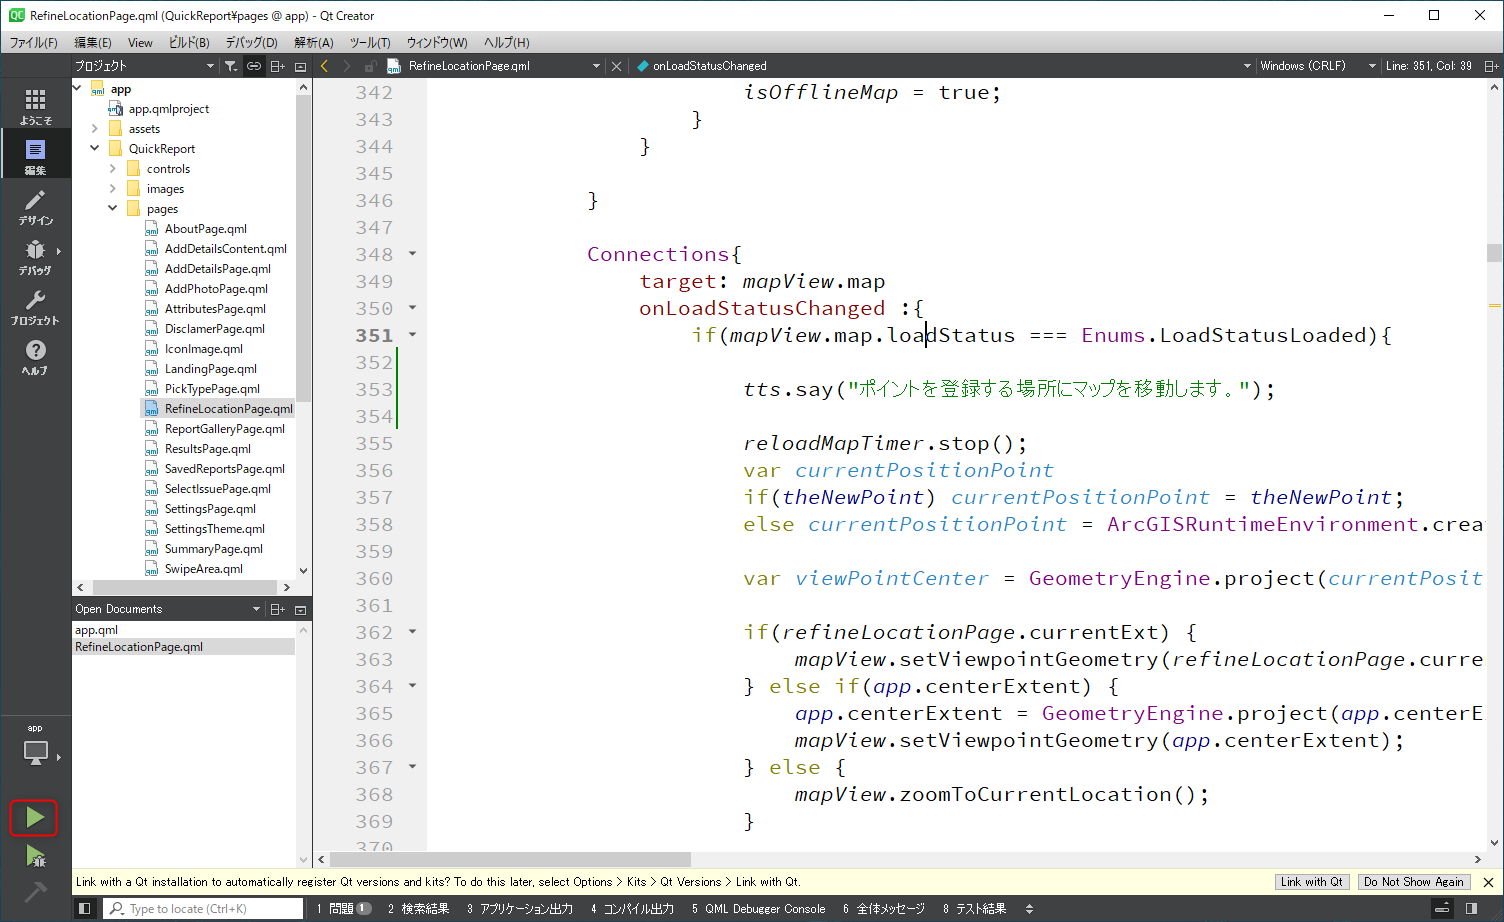 RefineLocationPage.qml (QuickReport¥pages @ app) - Qt Creator
ファイル(F) 編集(E) View ビルド(B) デバッグ(D) 解析(A) ツール(T) ウィンドウ(W) ヘルプ(H)
プロジェクト
RefineLocationPage.qml
onLoadStatusChanged
Windows (CRLF)
Line: 351, Col: 39
ようこそ
編集
デザイン
デバッグ
プロジェクト
ヘルプ
app
app.qmlproject
assets
QuickReport
controls
images
pages
AboutPage.qml
AddDetailsContent.qml
AddDetailsPage.qml
AddPhotoPage.qml
AttributesPage.qml
DisclamerPage.qml
IconImage.qml
LandingPage.qml
PickTypePage.qml
RefineLocationPage.qml
ReportGalleryPage.qml
ResultsPage.qml
SavedReportsPage.qml
SelectIssuePage.qml
SettingsPage.qml
SettingsTheme.qml
SummaryPage.qml
SwipeArea.qml
Open Documents
app.qml
RefineLocationPage.qml
app
342 isOfflineMap = true;
343 }
344 }
345
346 }
347
348 Connections{
349 target: mapView.map
350 onLoadStatusChanged :{
351 if(mapView.map.loadStatus === Enums.LoadStatusLoaded){
352
353 tts.say("ポイントを登録する場所にマップを移動します。");
354
355 reloadMapTimer.stop();
356 var currentPositionPoint
357 if(theNewPoint) currentPositionPoint = theNewPoint;
358 else currentPositionPoint = ArcGISRuntimeEnvironment.crea
359
360 var viewPointCenter = GeometryEngine.project(currentPosit
361
362 if(refineLocationPage.currentExt) {
363 mapView.setViewpointGeometry(refineLocationPage.curre
364 } else if(app.centerExtent) {
365 app.centerExtent = GeometryEngine.project(app.centerE
366 mapView.setViewpointGeometry(app.centerExtent);
367 } else {
368 mapView.zoomToCurrentLocation();
369 }
370
Link with a Qt installation to automatically register Qt versions and kits? To do this later, select Options > Kits > Qt Versions > Link with Qt.
Link with Qt
Do Not Show Again
Type to locate (Ctrl+K)
1 問題 1 2 検索結果 3 アプリケーション出力 4 コンパイル出力 5 QML Debugger Console 6 全体メッセージ 8 テスト結果